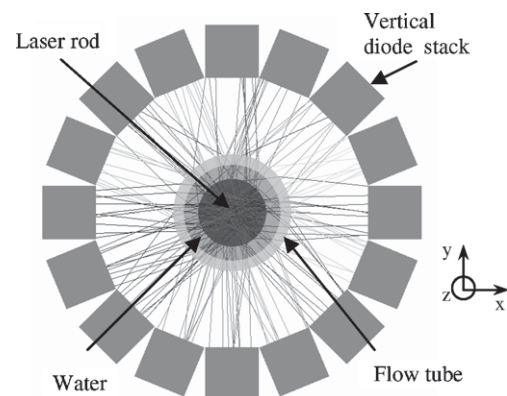 Laser rod
Vertical
diode stack
y
z
x
Water
Flow tube